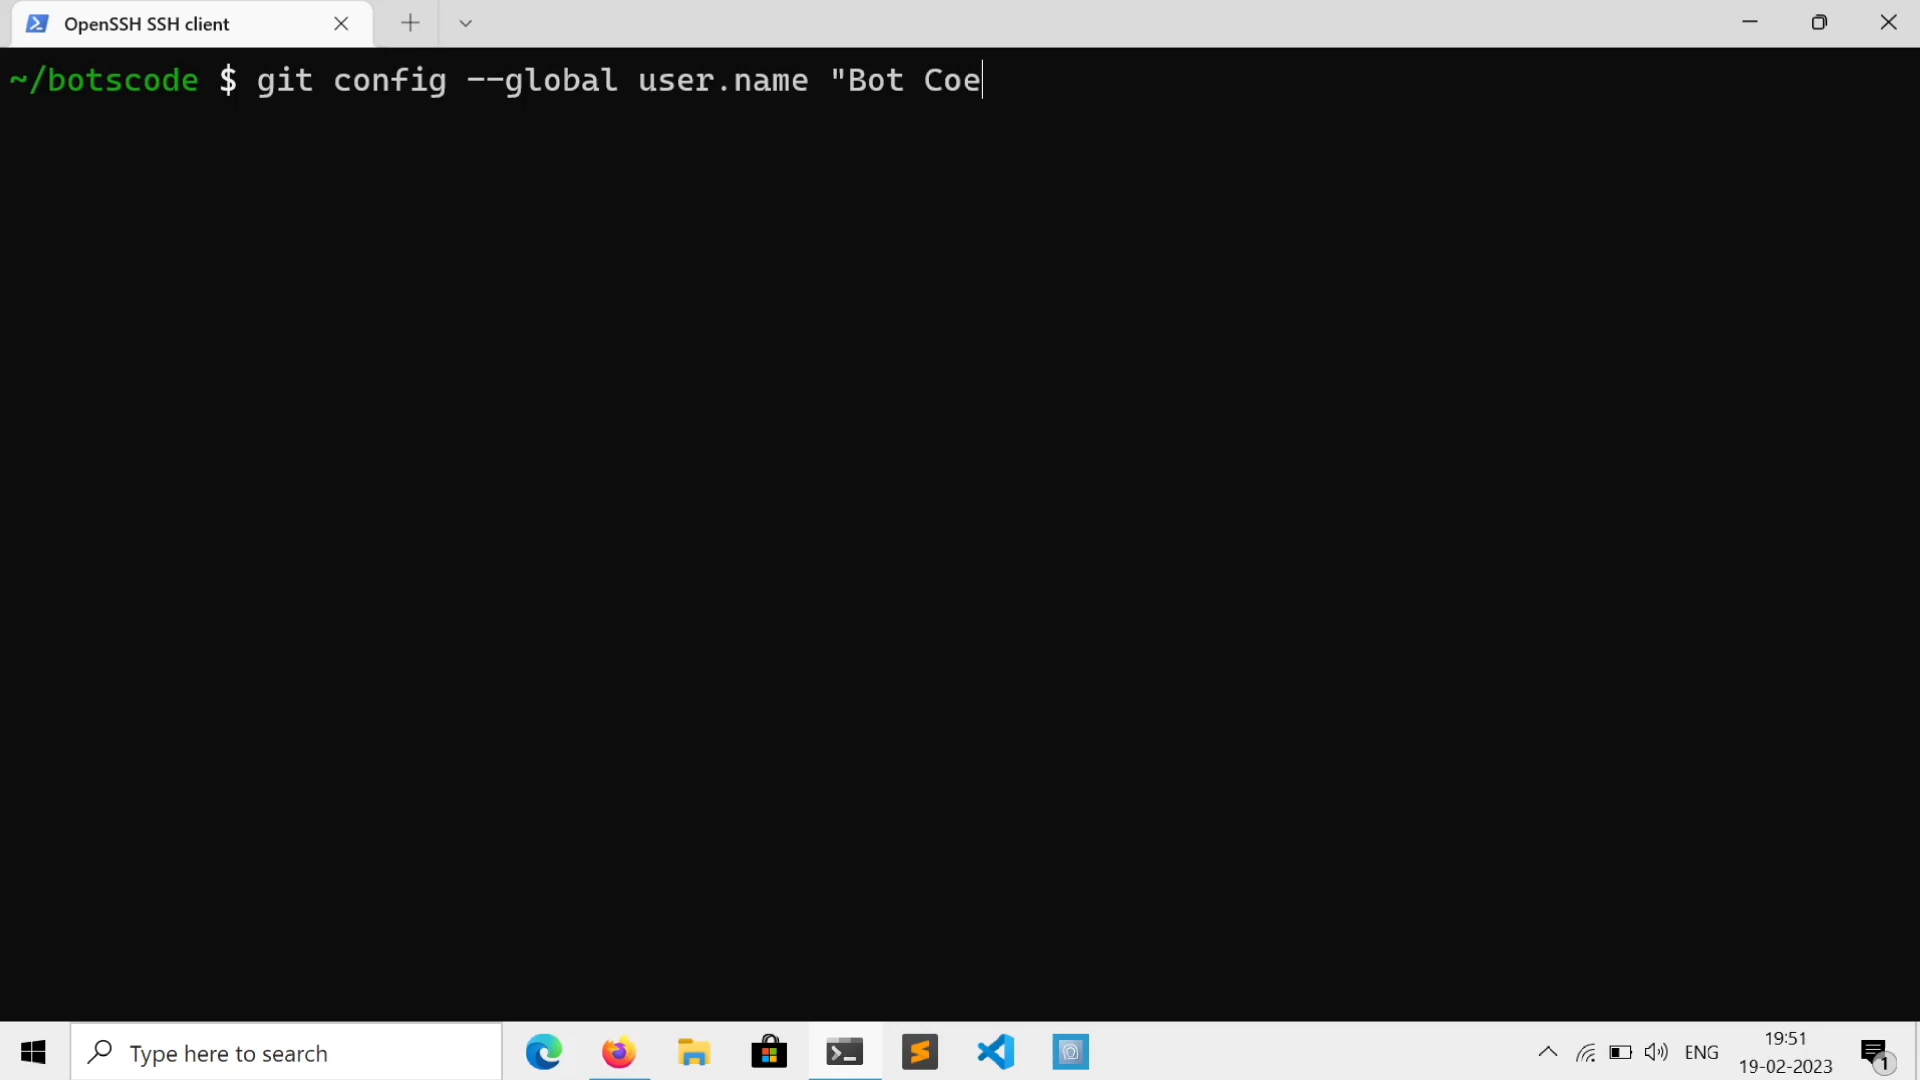 OpenSSH SSH client
~/botscode $ git config --global user.name "Bot Coe
Type here to search
ENG
19:51
19-02-2023
1